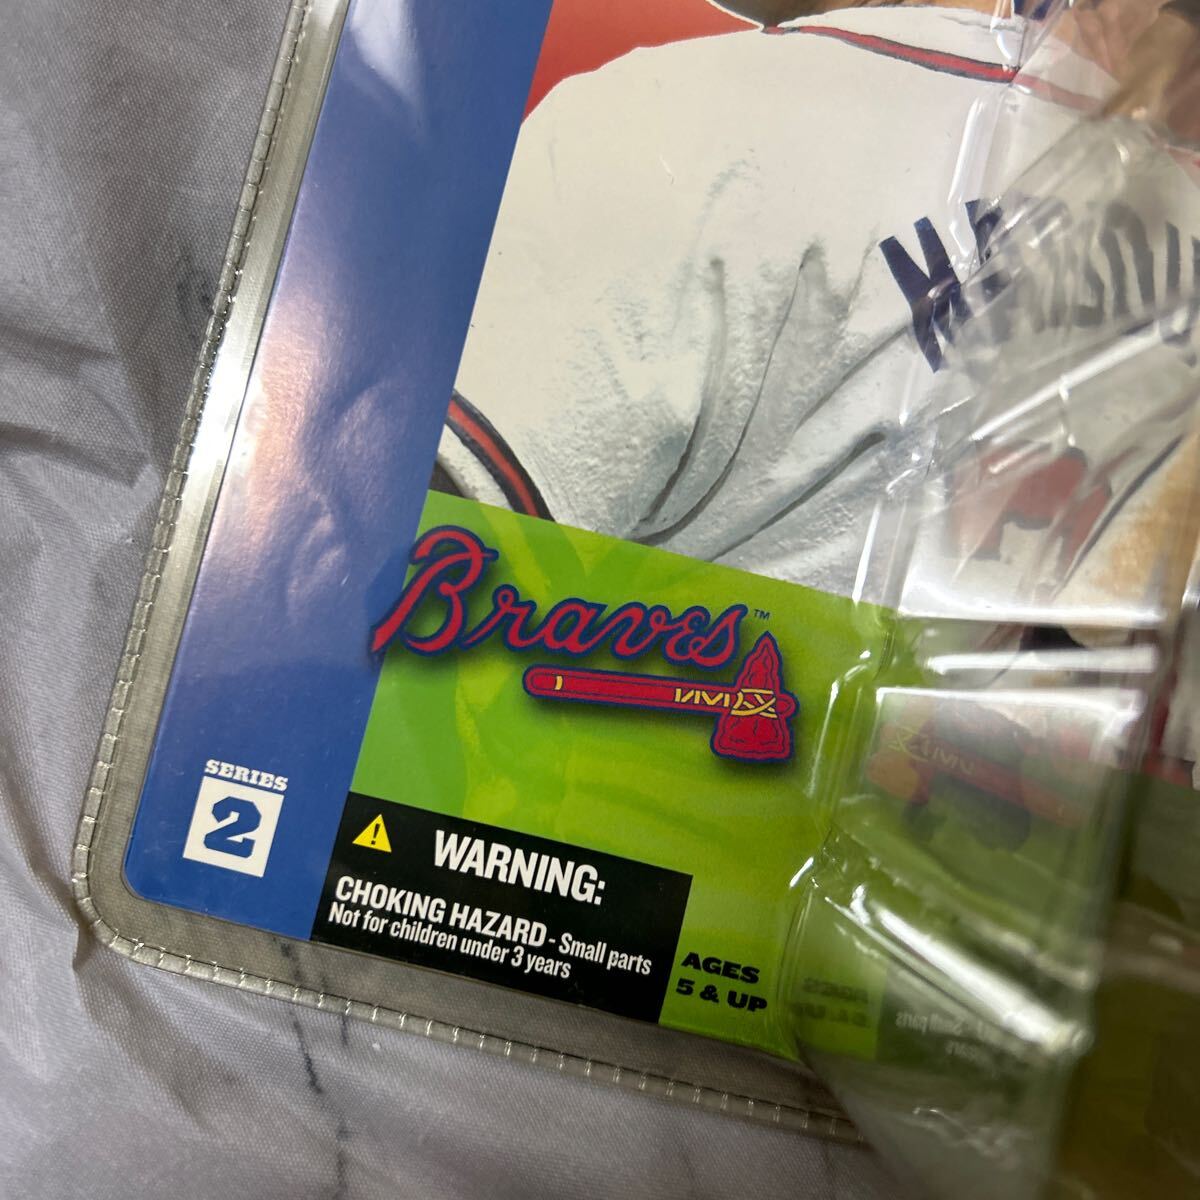 Braves™
SERIES
2
WARNING:
CHOKING HAZARD - Small parts
Not for children under 3 years
AGES
5 & UP